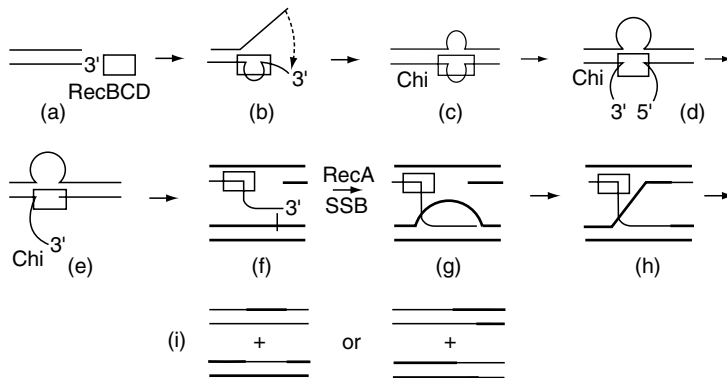 3'
RecBCD
(a)
3'
(b)
Chi
(c)
Chi
3' 5'
(d)
Chi 3'
(e)
3'
(f)
RecA
SSB
(g)
(h)
(i)
+ or +